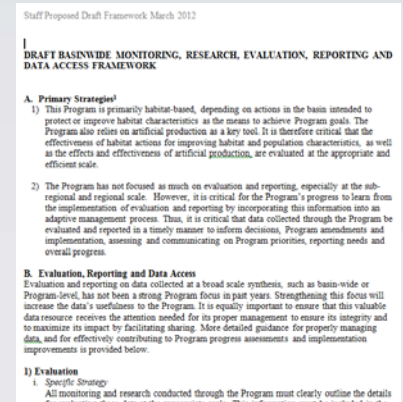 Staff Proposed Draft Framework March 2012
DRAFT BASINWIDE MONITORING, RESEARCH, EVALUATION, REPORTING AND
DATA ACCESS FRAMEWORK
A. Primary Strategies³
1) This Program is primarily habitat-based, depending on actions in the basin intended to
protect or improve habitat characteristics as the means to achieve Program goals. The
Program also relies on artificial production as a key tool. It is therefore critical that the
effectiveness of habitat actions for improving habitat and population characteristics, as well
as the effects and effectiveness of artificial production, are evaluated at the appropriate and
efficient scale.
2) The Program has not focused as much on evaluation and reporting, especially at the sub-
regional and regional scale. However, it is critical for the Program's progress to learn from
the implementation of evaluation and reporting by incorporating this information into an
adaptive management process. Thus, it is critical that data collected through the Program be
evaluated and reported in a timely manner to inform decisions, Program amendments and
implementation, assessing and communicating on Program priorities, reporting needs and
overall progress.
B. Evaluation, Reporting and Data Access
Evaluation and reporting on data collected at a broad scale synthesis, such as basin-wide or
Program-level, has not been a strong Program focus in past years. Strengthening this focus will
increase the data's usefulness to the Program. It is equally important to ensure that this valuable
data resource receives the attention needed for its proper management to ensure its integrity and
to maximize its impact by facilitating sharing. More detailed guidance for properly managing
data, and for effectively contributing to Program progress assessments and implementation
improvements is provided below.
1) Evaluation
i. Specific Strategy
All monitoring and research conducted through the Program must clearly outline the details